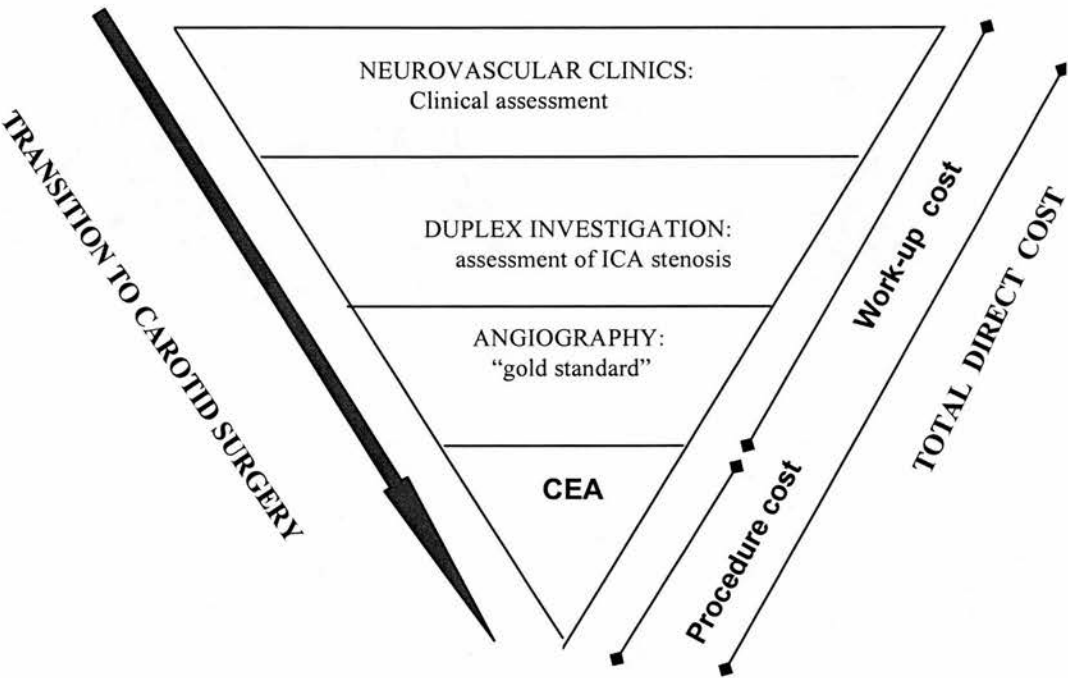 NEUROVASCULAR CLINICS:
Clinical assessment
DUPLEX INVESTIGATION:
assessment of ICA stenosis
ANGIOGRAPHY:
“gold standard”
CEA
TRANSITION TO CAROTID SURGERY
Work-up cost
Procedure cost
TOTAL DIRECT COST